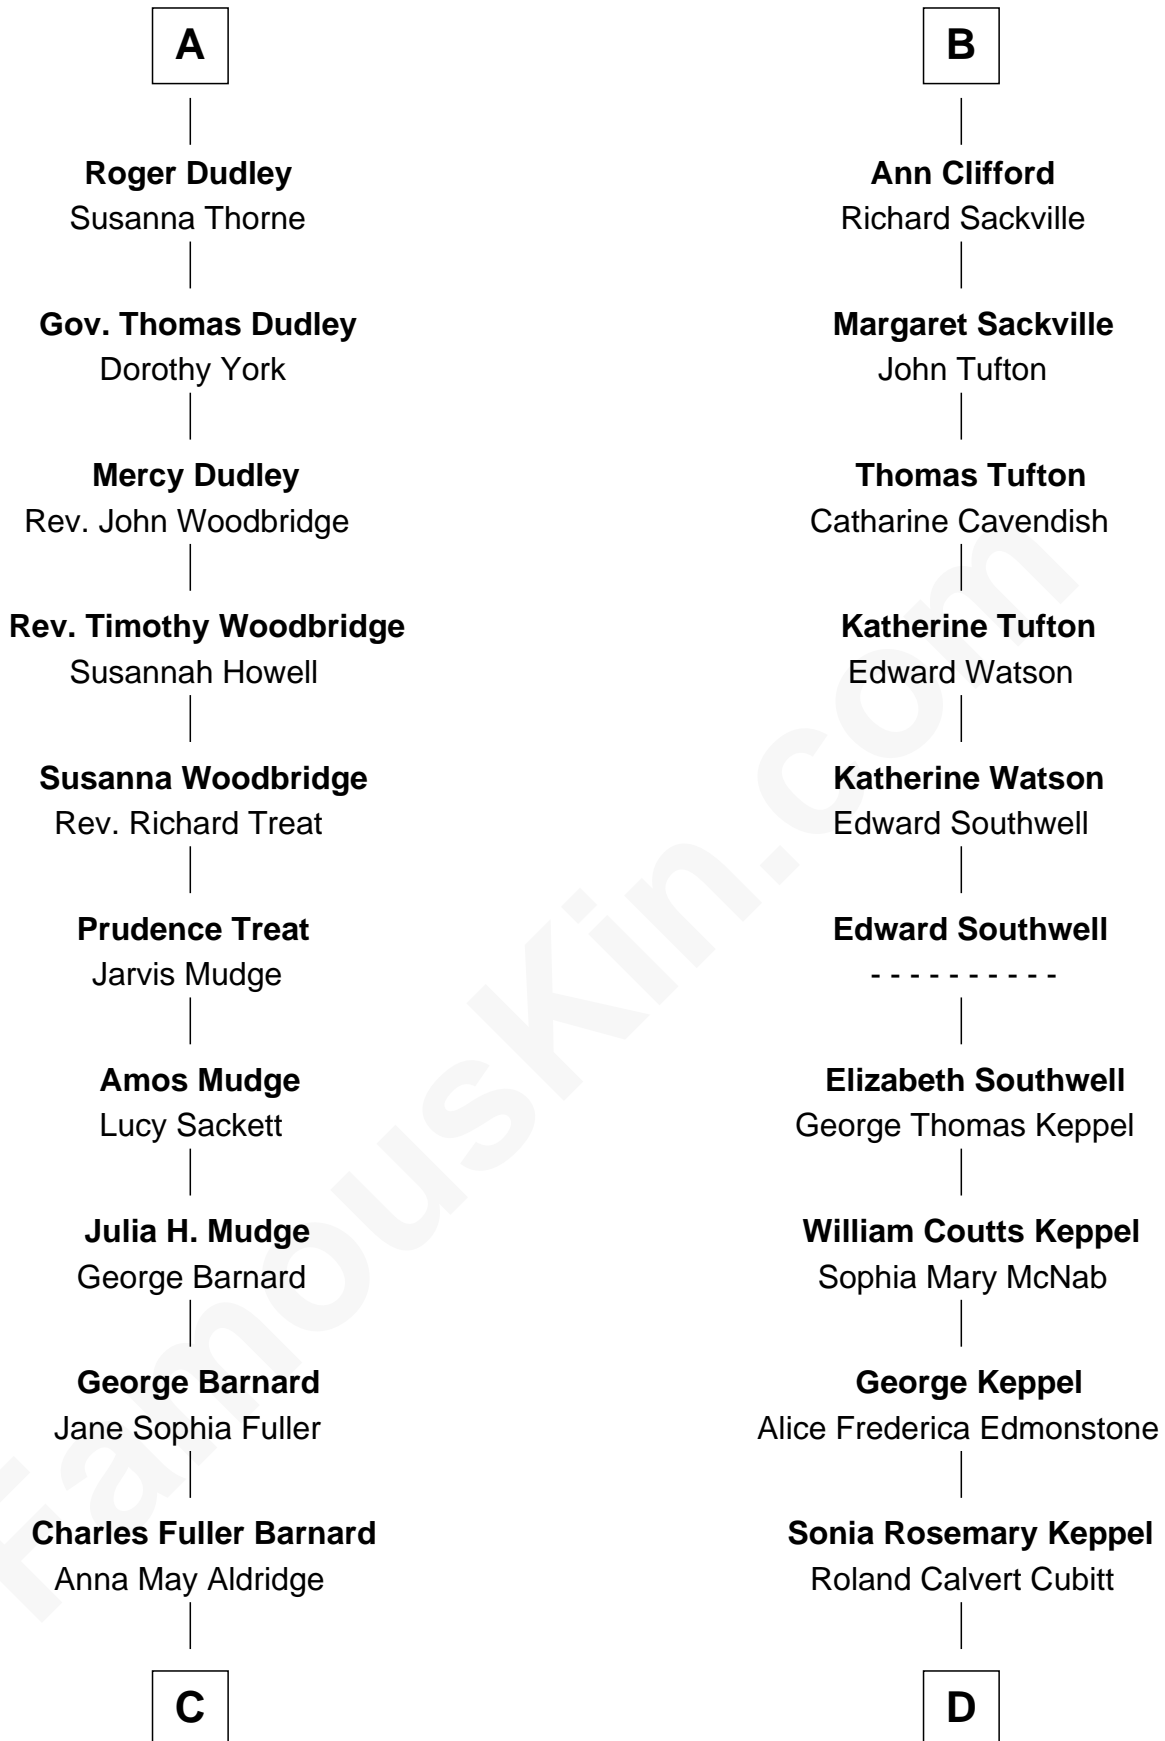 A
Roger Dudley
Susanna Thorne
Gov. Thomas Dudley
Dorothy York
Mercy Dudley
Rev. John Woodbridge
Rev. Timothy Woodbridge
Susannah Howell
Susanna Woodbridge
Rev. Richard Treat
Prudence Treat
Jarvis Mudge
Amos Mudge
Lucy Sackett
Julia H. Mudge
George Barnard
George Barnard
Jane Sophia Fuller
Charles Fuller Barnard
Anna May Aldridge
C
B
Ann Clifford
Richard Sackville
Margaret Sackville
John Tufton
Thomas Tufton
Catharine Cavendish
Katherine Tufton
Edward Watson
Katherine Watson
Edward Southwell
Edward Southwell
- - - - - - - - - -
Elizabeth Southwell
George Thomas Keppel
William Coutts Keppel
Sophia Mary McNab
George Keppel
Alice Frederica Edmonstone
Sonia Rosemary Keppel
Roland Calvert Cubitt
D
FamousKin.com